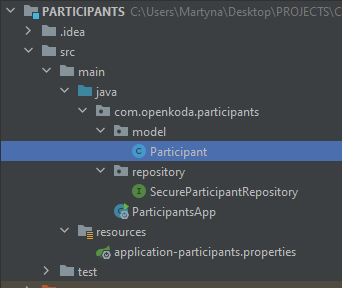 PARTICIPANTS C:\Users\Martyna\Desktop\PROJECTS\C
.idea
src
main
java
com.openkoda.participants
model
Participant
repository
SecureParticipantRepository
ParticipantsApp
resources
application-participants.properties
test